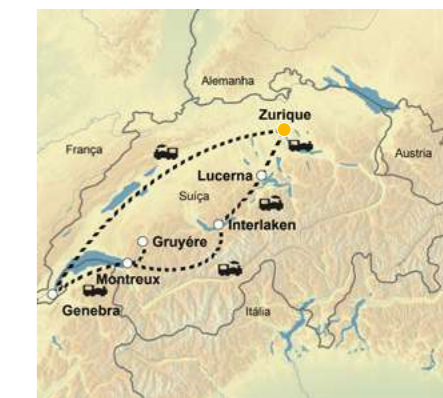 Alemanha
Zurique
França
Austria
Lucerna
Suíça
Interlaken
Gruyére
Montreux
Genebra
Itália